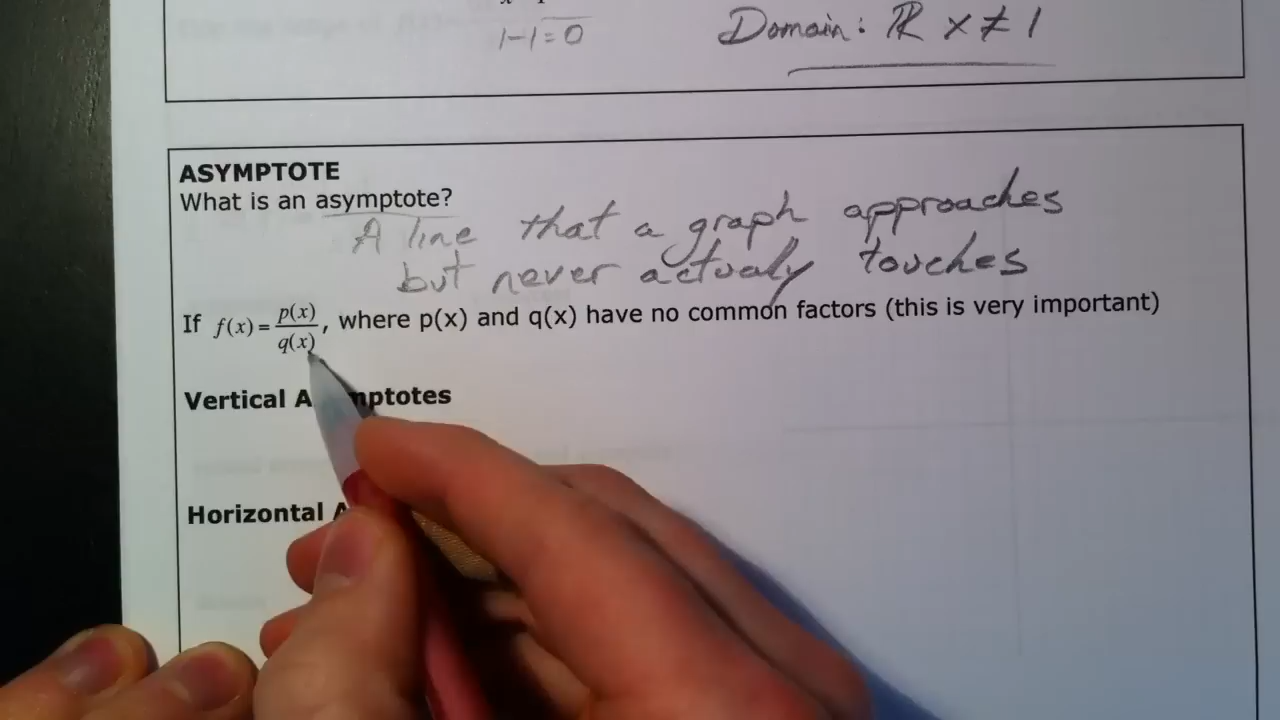 1-1=0
Domain: ℝ x ≠ 1
ASYMPTOTE
What is an asymptote?
A line that a graph approaches
but never actualy touches
If f(x) = p(x)/q(x), where p(x) and q(x) have no common factors (this is very important)
Vertical A mptotes
Horizontal A